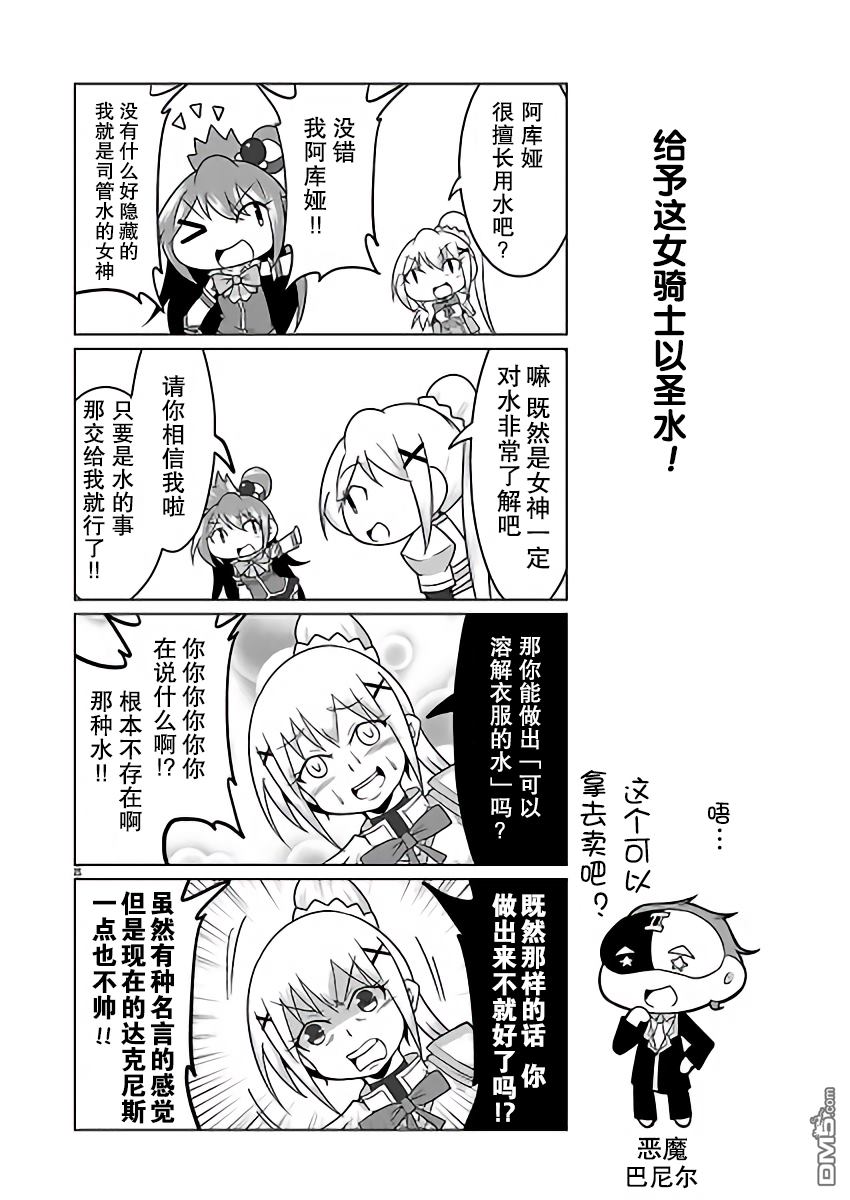 给予这女骑士以圣水！
阿库娅
很擅长用水吧？
没错
我阿库娅!!
没有什么好隐藏的
我就是司管水的女神
嘛 既然是女神一定
对水非常了解吧
请你相信我啦
只要是水的事
那交给我就行了!!
那你能做出「可以
溶解衣服的水」吗？
你你你你你你
在说什么啊!?
根本不存在啊
那种水!!
既然那样的话 你
做出来不就好了吗!?
虽然有种名言的感觉
但是现在的达克尼斯
一点也不帅!!
唔…
这个可以
拿去卖吧？
II
恶魔
巴尼尔
DM5.com